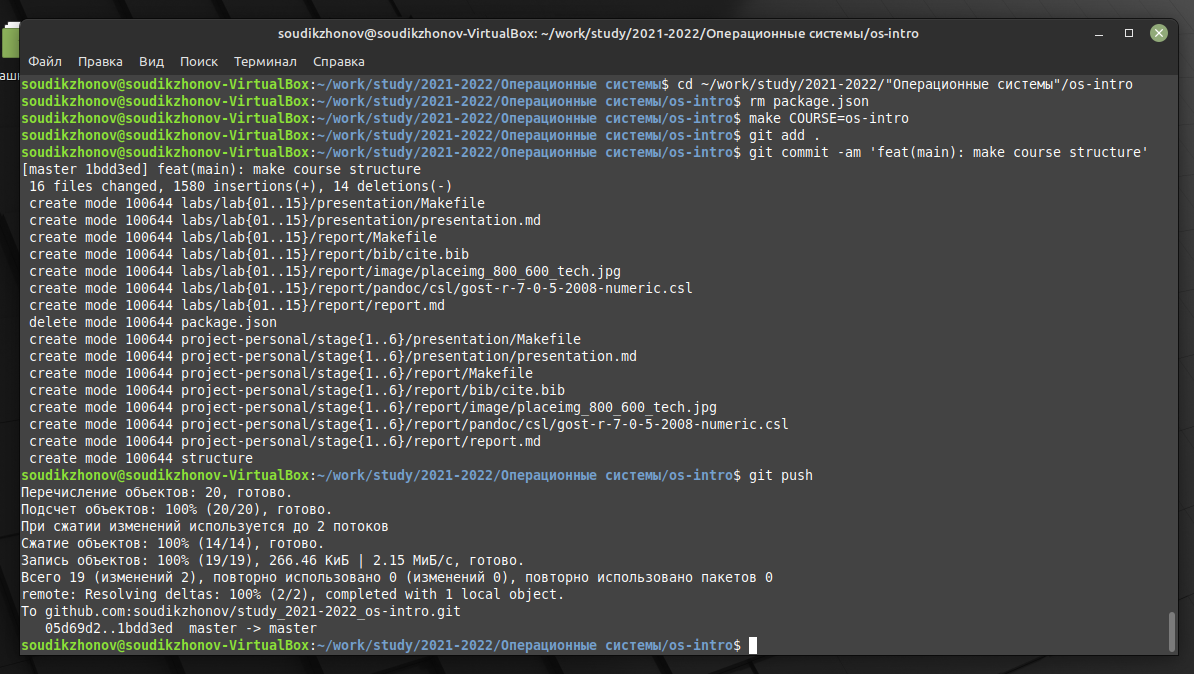 soudikzhonov@soudikzhonov-VirtualBox: ~/work/study/2021-2022/Операционные системы/os-intro
Файл Правка Вид Поиск Терминал Справка
soudikzhonov@soudikzhonov-VirtualBox:~/work/study/2021-2022/Операционные системы$ cd ~/work/study/2021-2022/"Операционные системы"/os-intro
soudikzhonov@soudikzhonov-VirtualBox:~/work/study/2021-2022/Операционные системы/os-intro$ rm package.json
soudikzhonov@soudikzhonov-VirtualBox:~/work/study/2021-2022/Операционные системы/os-intro$ make COURSE=os-intro
soudikzhonov@soudikzhonov-VirtualBox:~/work/study/2021-2022/Операционные системы/os-intro$ git add .
soudikzhonov@soudikzhonov-VirtualBox:~/work/study/2021-2022/Операционные системы/os-intro$ git commit -am 'feat(main): make course structure'
[master 1bdd3ed] feat(main): make course structure
 16 files changed, 1580 insertions(+), 14 deletions(-)
 create mode 100644 labs/lab{01..15}/presentation/Makefile
 create mode 100644 labs/lab{01..15}/presentation/presentation.md
 create mode 100644 labs/lab{01..15}/report/Makefile
 create mode 100644 labs/lab{01..15}/report/bib/cite.bib
 create mode 100644 labs/lab{01..15}/report/image/placeimg_800_600_tech.jpg
 create mode 100644 labs/lab{01..15}/report/pandoc/csl/gost-r-7-0-5-2008-numeric.csl
 create mode 100644 labs/lab{01..15}/report/report.md
 delete mode 100644 package.json
 create mode 100644 project-personal/stage{1..6}/presentation/Makefile
 create mode 100644 project-personal/stage{1..6}/presentation/presentation.md
 create mode 100644 project-personal/stage{1..6}/report/Makefile
 create mode 100644 project-personal/stage{1..6}/report/bib/cite.bib
 create mode 100644 project-personal/stage{1..6}/report/image/placeimg_800_600_tech.jpg
 create mode 100644 project-personal/stage{1..6}/report/pandoc/csl/gost-r-7-0-5-2008-numeric.csl
 create mode 100644 project-personal/stage{1..6}/report/report.md
 create mode 100644 structure
soudikzhonov@soudikzhonov-VirtualBox:~/work/study/2021-2022/Операционные системы/os-intro$ git push
Перечисление объектов: 20, готово.
Подсчет объектов: 100% (20/20), готово.
При сжатии изменений используется до 2 потоков
Сжатие объектов: 100% (14/14), готово.
Запись объектов: 100% (19/19), 266.46 КиБ | 2.15 МиБ/с, готово.
Всего 19 (изменений 2), повторно использовано 0 (изменений 0), повторно использовано пакетов 0
remote: Resolving deltas: 100% (2/2), completed with 1 local object.
To github.com:soudikzhonov/study_2021-2022_os-intro.git
   05d69d2..1bdd3ed  master -> master
soudikzhonov@soudikzhonov-VirtualBox:~/work/study/2021-2022/Операционные системы/os-intro$